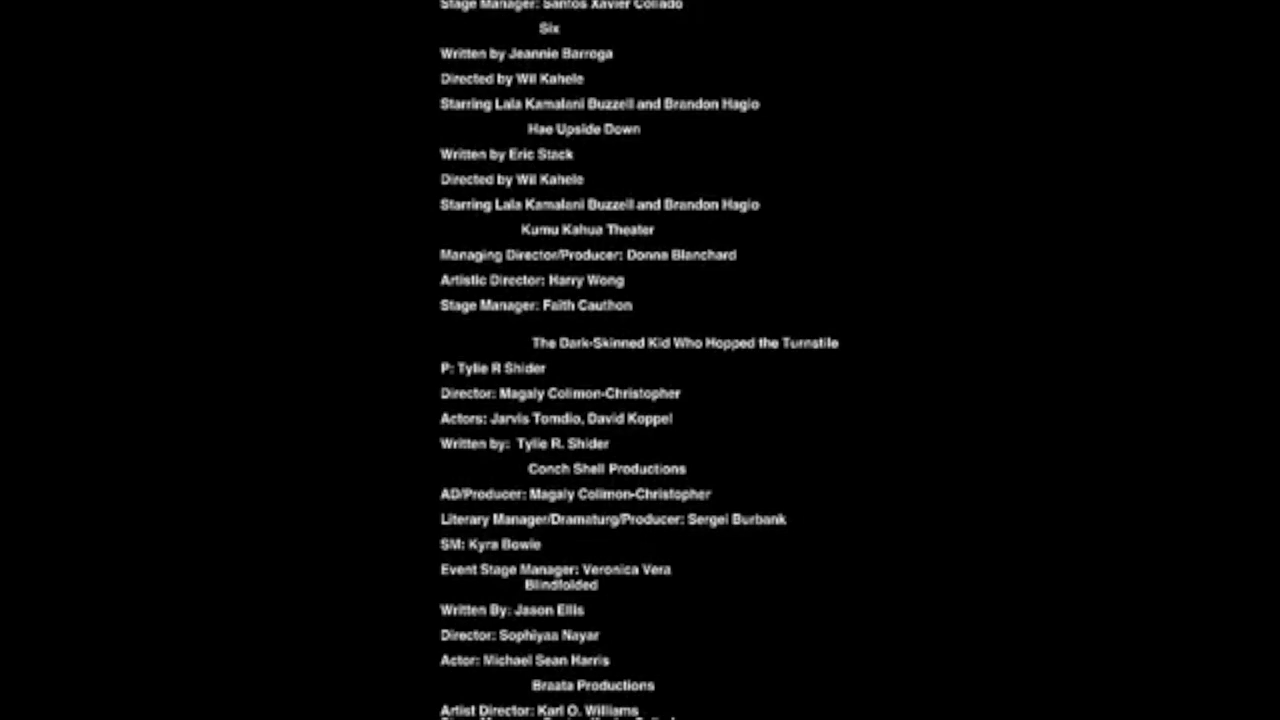 Stage Manager: Santos Xavier Collado
Six
Written by Jeannie Barroga
Directed by Wil Kahele
Starring Lala Kamalani Buzzell and Brandon Hagio
Hae Upside Down
Written by Eric Stack
Directed by Wil Kahele
Starring Lala Kamalani Buzzell and Brandon Hagio
Kumu Kahua Theater
Managing Director/Producer: Donna Blanchard
Artistic Director: Harry Wong
Stage Manager: Faith Cauthon
The Dark-Skinned Kid Who Hopped the Turnstile
P: Tylie R Shider
Director: Magaly Colimon-Christopher
Actors: Jarvis Tomdio, David Koppel
Written by: Tylie R. Shider
Conch Shell Productions
AD/Producer: Magaly Colimon-Christopher
Literary Manager/Dramaturg/Producer: Sergei Burbank
SM: Kyra Bowie
Event Stage Manager: Veronica Vera
Blindfolded
Written By: Jason Ellis
Director: Sophiyaa Nayar
Actor: Michael Sean Harris
Braata Productions
Artist Director: Karl O. Williams